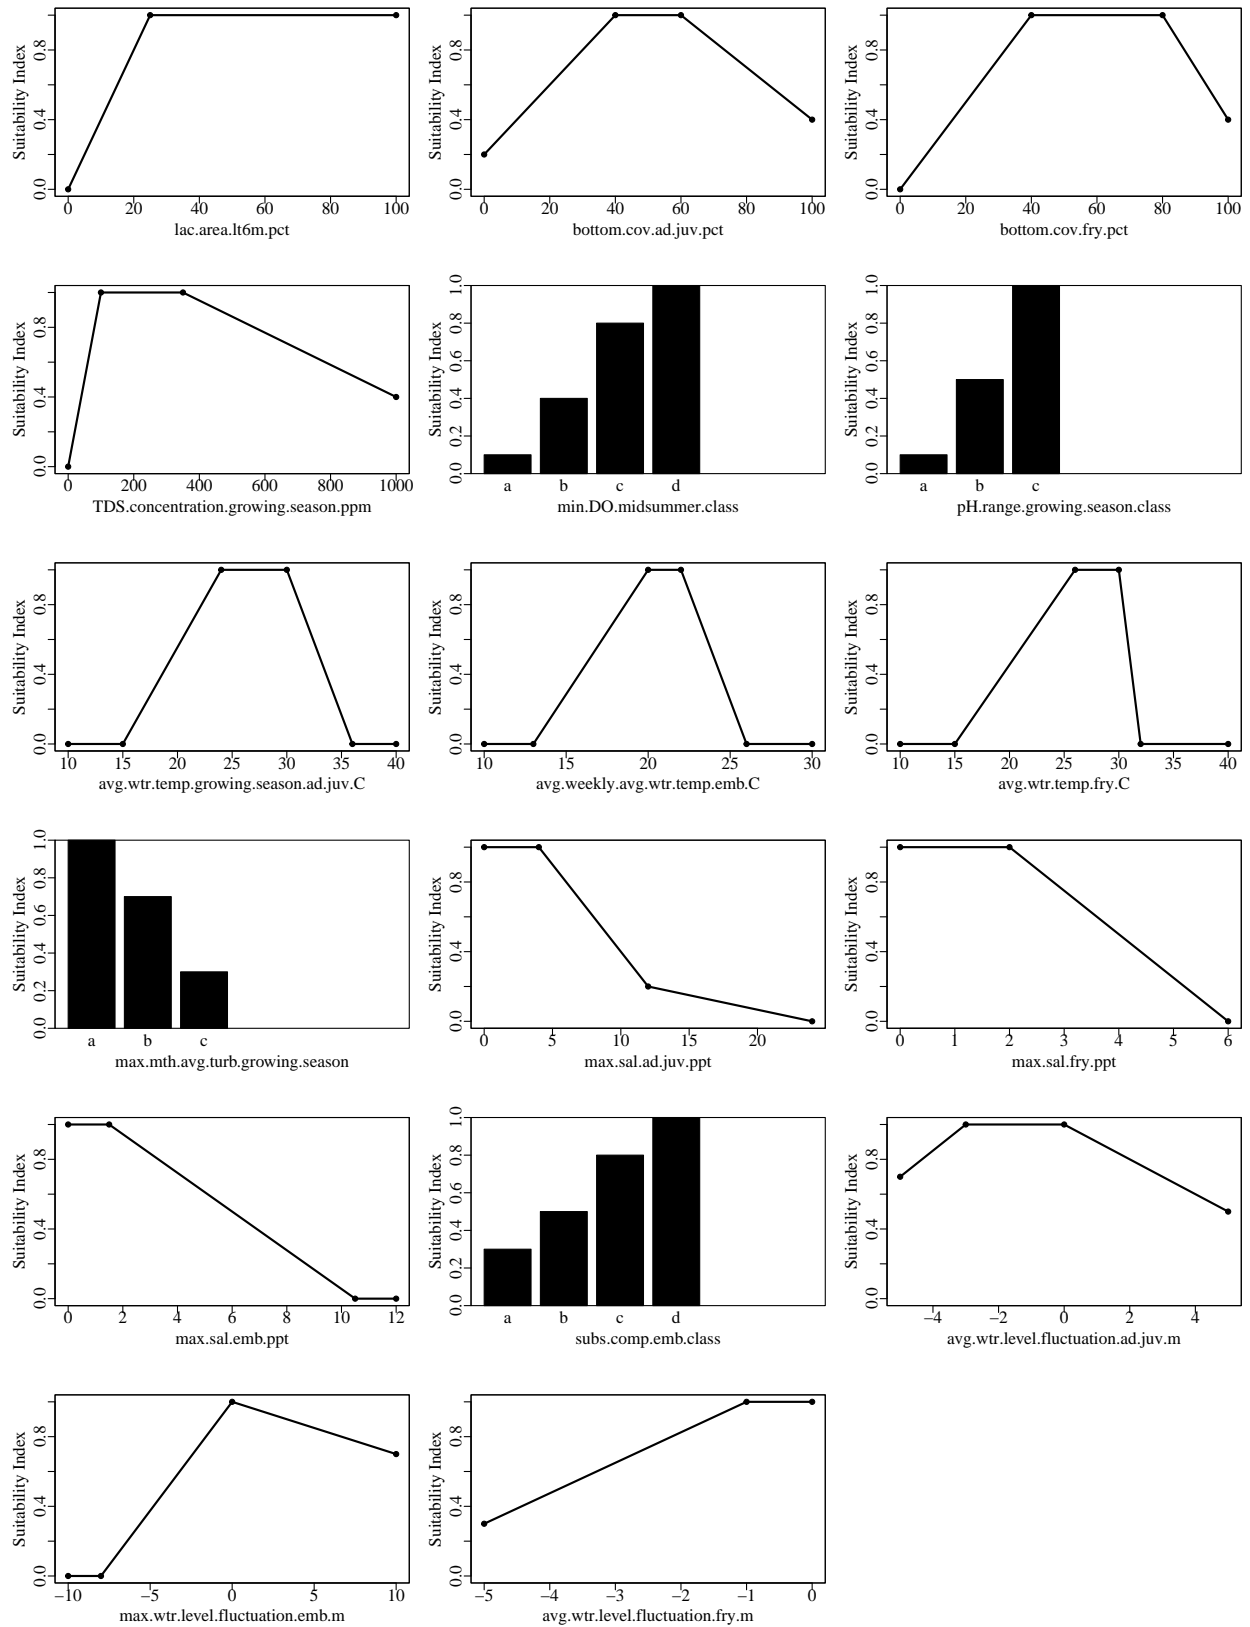 Suitability Index
0.0 0.4 0.8
0 20 40 60 80 100
lac.area.lt6m.pct
Suitability Index
0.0 0.4 0.8
0 20 40 60 80 100
bottom.cov.ad.juv.pct
Suitability Index
0.0 0.4 0.8
0 20 40 60 80 100
bottom.cov.fry.pct
Suitability Index
0.0 0.4 0.8
0 200 400 600 800 1000
TDS.concentration.growing.season.ppm
Suitability Index
0.0 0.2 0.4 0.6 0.8 1.0
a b c d
min.DO.midsummer.class
Suitability Index
0.0 0.2 0.4 0.6 0.8 1.0
a b c
pH.range.growing.season.class
Suitability Index
0.0 0.4 0.8
10 15 20 25 30 35 40
avg.wtr.temp.growing.season.ad.juv.C
Suitability Index
0.0 0.4 0.8
10 15 20 25 30
avg.weekly.avg.wtr.temp.emb.C
Suitability Index
0.0 0.4 0.8
10 15 20 25 30 35 40
avg.wtr.temp.fry.C
Suitability Index
0.0 0.2 0.4 0.6 0.8 1.0
a b c
max.mth.avg.turb.growing.season
Suitability Index
0.0 0.4 0.8
0 5 10 15 20
max.sal.ad.juv.ppt
Suitability Index
0.0 0.4 0.8
0 1 2 3 4 5 6
max.sal.fry.ppt
Suitability Index
0.0 0.4 0.8
0 2 4 6 8 10 12
max.sal.emb.ppt
Suitability Index
0.0 0.2 0.4 0.6 0.8 1.0
a b c d
subs.comp.emb.class
Suitability Index
0.0 0.4 0.8
−4 −2 0 2 4
avg.wtr.level.fluctuation.ad.juv.m
Suitability Index
0.0 0.4 0.8
−10 −5 0 5 10
max.wtr.level.fluctuation.emb.m
Suitability Index
0.0 0.4 0.8
−5 −4 −3 −2 −1 0
avg.wtr.level.fluctuation.fry.m